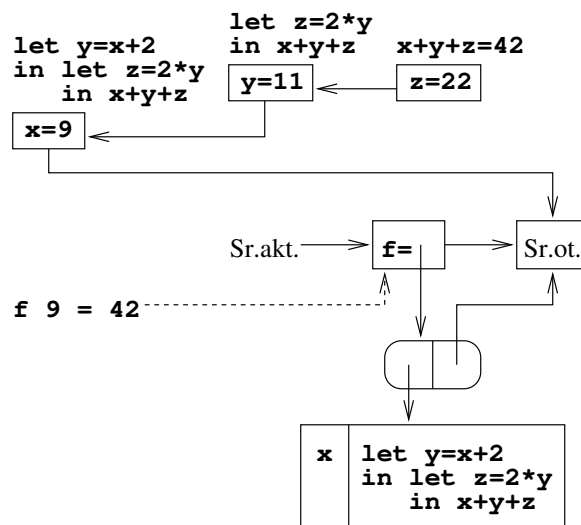 let y=x+2
in let z=2*y
in x+y+z
let z=2*y
in x+y+z
x+y+z=42
x=9
y=11
z=22
Sr.akt.
f=
Sr.ot.
f 9 = 42
x
let y=x+2
in let z=2*y
in x+y+z